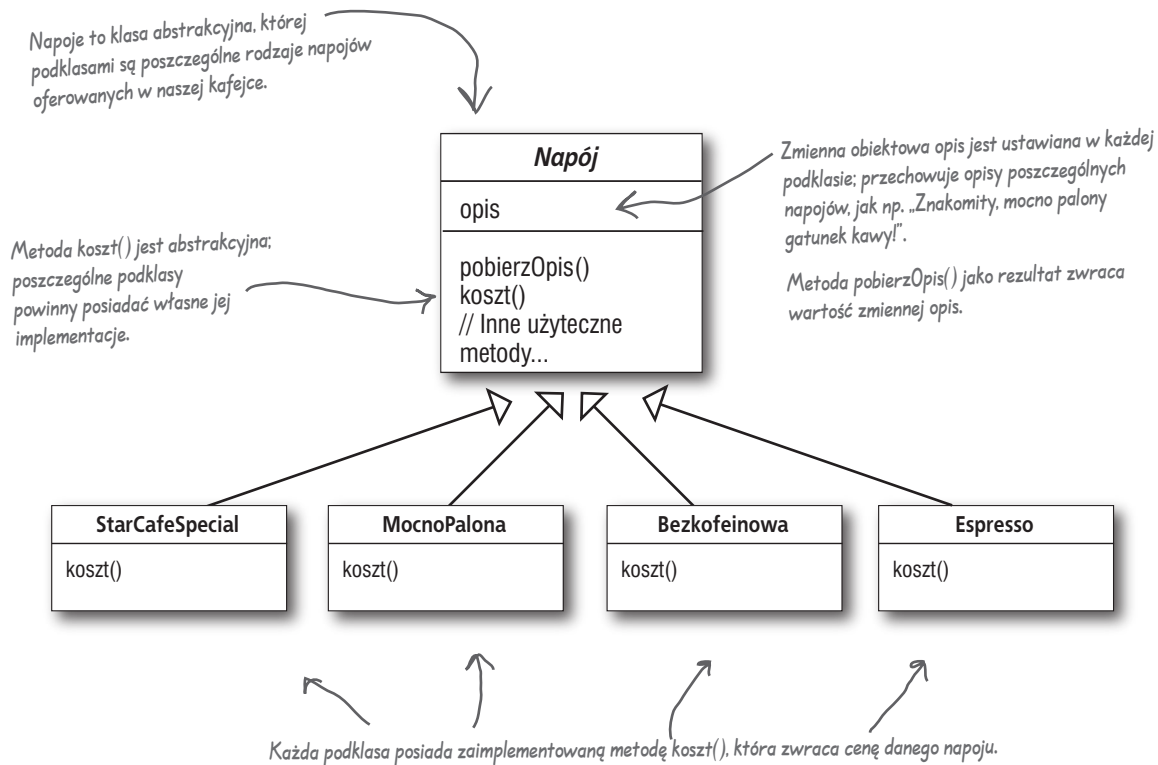 Napoje to klasa abstrakcyjna, której
podklasami są poszczególne rodzaje napojów
oferowanych w naszej kafejce.
Napój
opis
pobierzOpis()
koszt()
// Inne użyteczne
metody...
Zmienna obiektowa opis jest ustawiana w każdej
podklasie; przechowuje opisy poszczególnych
napojów, jak np. „Znakomity, mocno palony
gatunek kawy!”.
Metoda pobierzOpis() jako rezultat zwraca
wartość zmiennej opis.
Metoda koszt() jest abstrakcyjna;
poszczególne podklasy
powinny posiadać własne jej
implementacje.
StarCafeSpecial
koszt()
MocnoPalona
koszt()
Bezkofeinowa
koszt()
Espresso
koszt()
Każda podklasa posiada zaimplementowaną metodę koszt(), która zwraca cenę danego napoju.